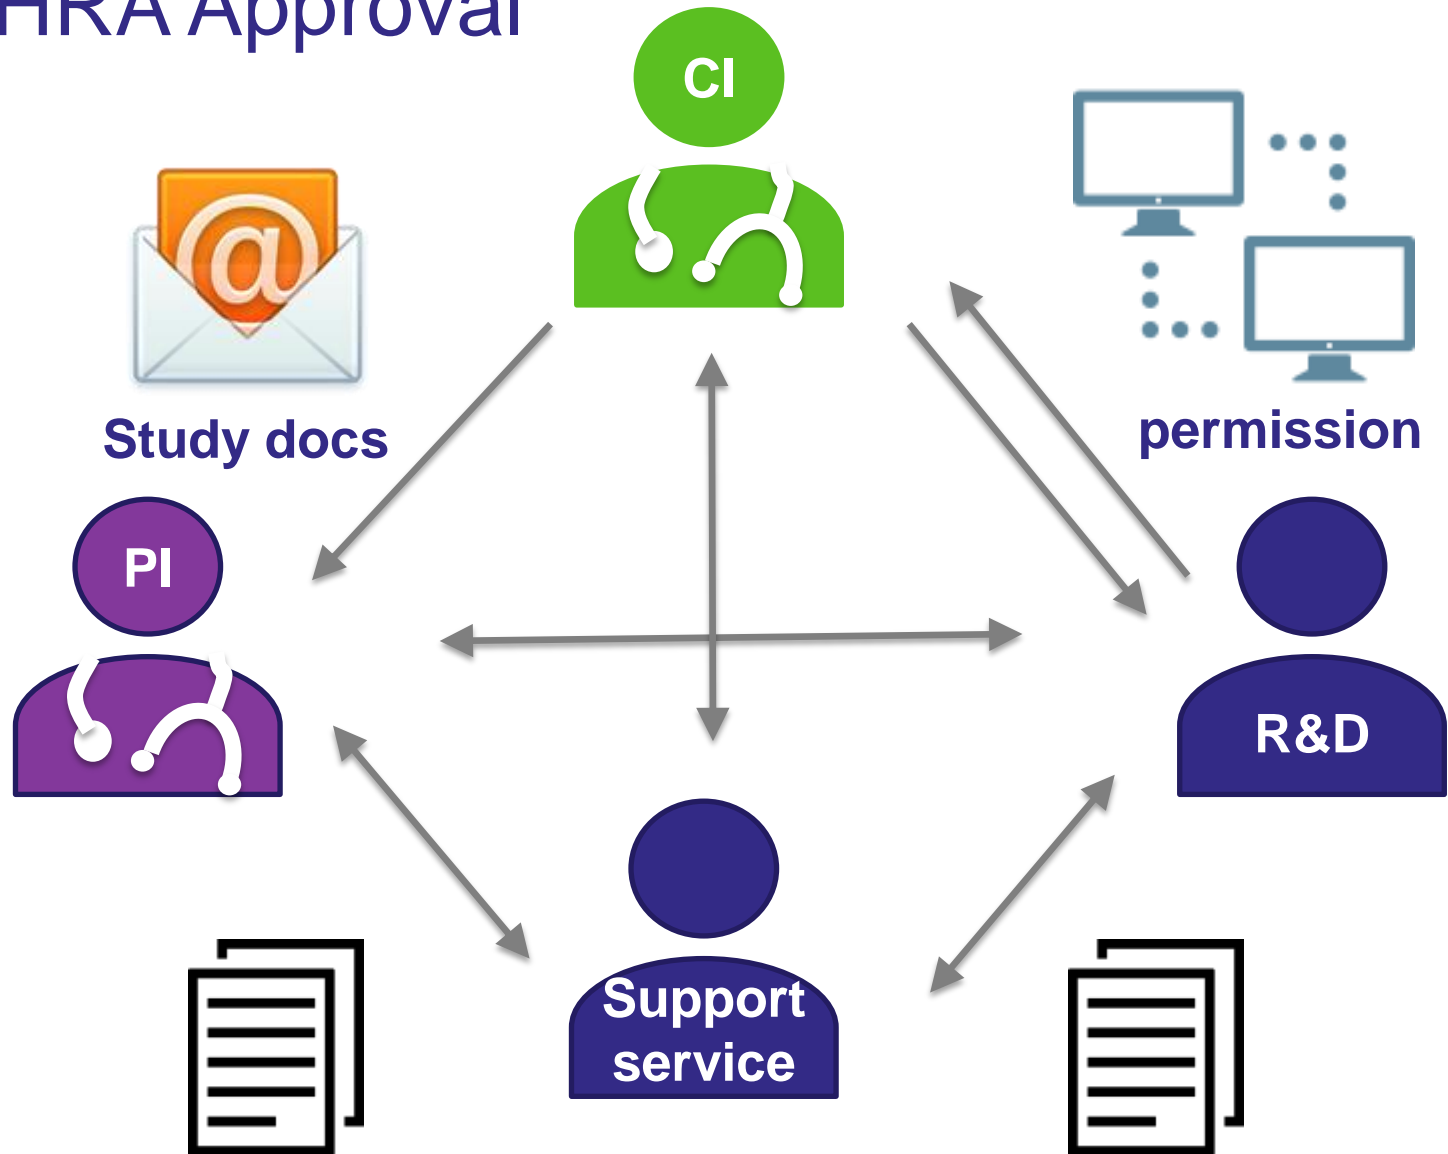 HRA Approval
CI
@
Study docs
permission
PI
R&D
Support
service